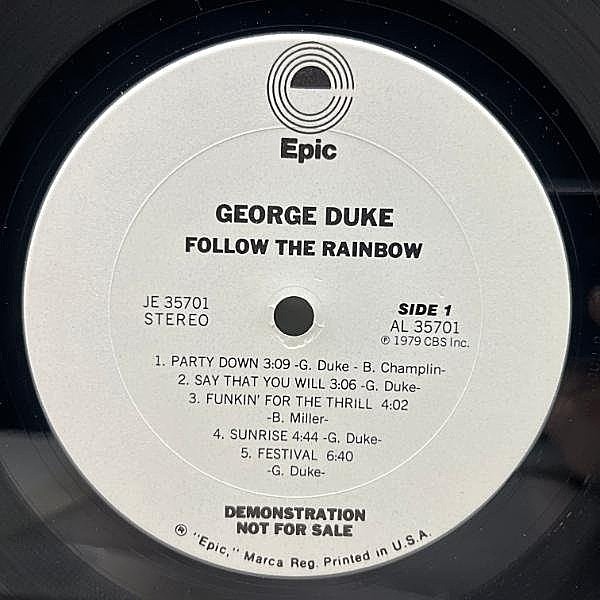 Epic
GEORGE DUKE
FOLLOW THE RAINBOW
JE 35701
STEREO
SIDE 1
AL 35701
℗ 1979 CBS Inc.
1. PARTY DOWN 3:09 -G. Duke - B. Champlin-
2. SAY THAT YOU WILL 3:06 -G. Duke-
3. FUNKIN' FOR THE THRILL 4:02
-B. Miller-
4. SUNRISE 4:44 -G. Duke-
5. FESTIVAL 6:40
-G. Duke-
DEMONSTRATION
NOT FOR SALE
® "Epic," Marca Reg. Printed in U.S.A.